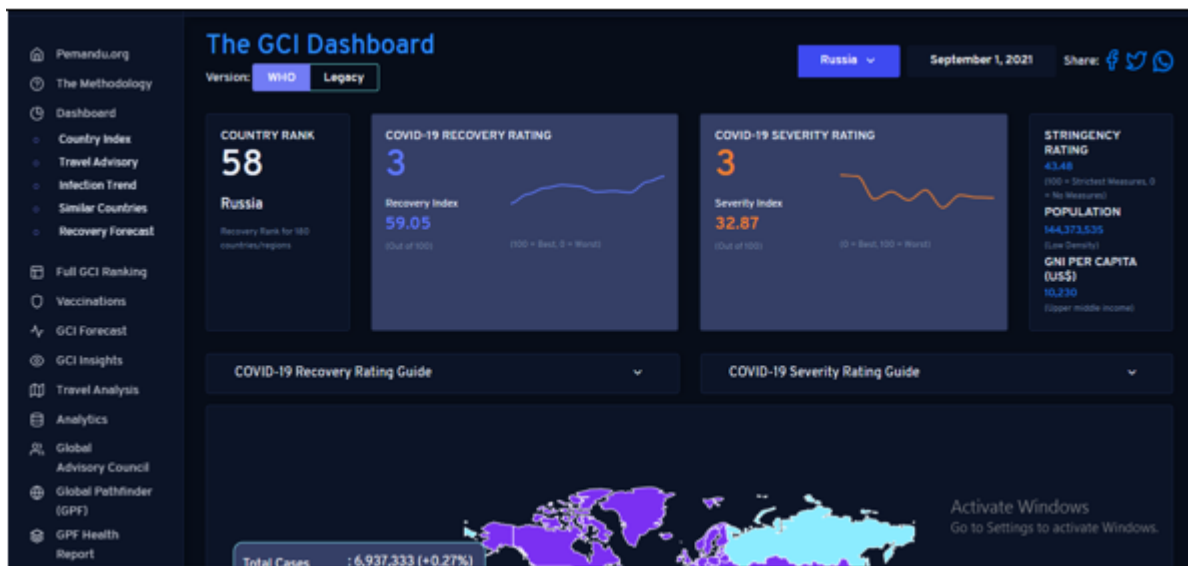 Pemandu.org
The Methodology
Dashboard
Country Index
Travel Advisory
Infection Trend
Similar Countries
Recovery Forecast
Full GCI Ranking
Vaccinations
GCI Forecast
GCI Insights
Travel Analysis
Analytics
Global
Advisory Council
Global Pathfinder
(GPF)
GPF Health
Report
The GCI Dashboard
Version: WHO Legacy
Russia
September 1, 2021
Share:
COUNTRY RANK
58
Russia
Recovery Rank for 180
countries/regions
COVID-19 RECOVERY RATING
3
Recovery Index
59.05
(Out of 100)
(100 = Best, 0 = Worst)
COVID-19 SEVERITY RATING
3
Severity Index
32.87
(Out of 100)
(0 = Best, 100 = Worst)
STRINGENCY
RATING
43.48
(100 = Strictest Measures, 0
= No Measures)
POPULATION
144,373,535
(Low Density)
GNI PER CAPITA
(US$)
10,230
(Upper middle income)
COVID-19 Recovery Rating Guide
COVID-19 Severity Rating Guide
Total Cases : 6,937,333 (+0.27%)
Activate Windows
Go to Settings to activate Windows.